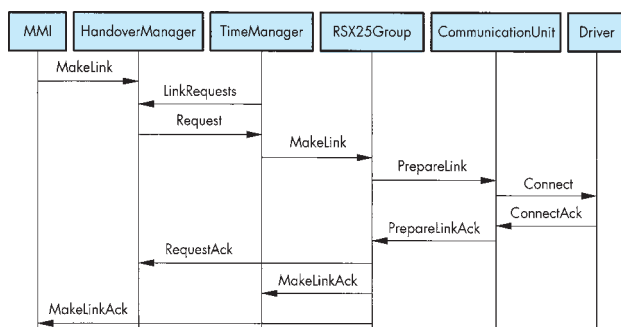 MMI HandoverManager TimeManager RSX25Group CommunicationUnit Driver
MakeLink
LinkRequests
Request
MakeLink
PrepareLink
Connect
ConnectAck
PrepareLinkAck
RequestAck
MakeLinkAck
MakeLinkAck